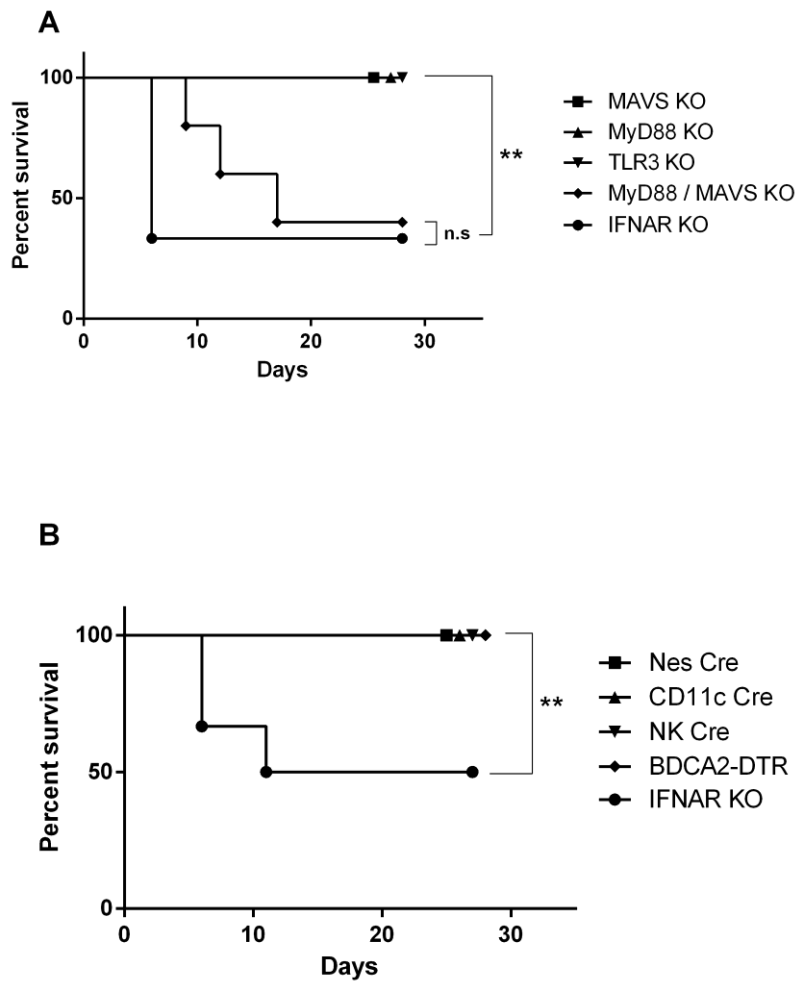 A
Percent survival
100
50
0
0 10 20 30
Days
**
n.s
MAVS KO
MyD88 KO
TLR3 KO
MyD88 / MAVS KO
IFNAR KO
B
Percent survival
100
50
0
0 10 20 30
Days
**
Nes Cre
CD11c Cre
NK Cre
BDCA2-DTR
IFNAR KO